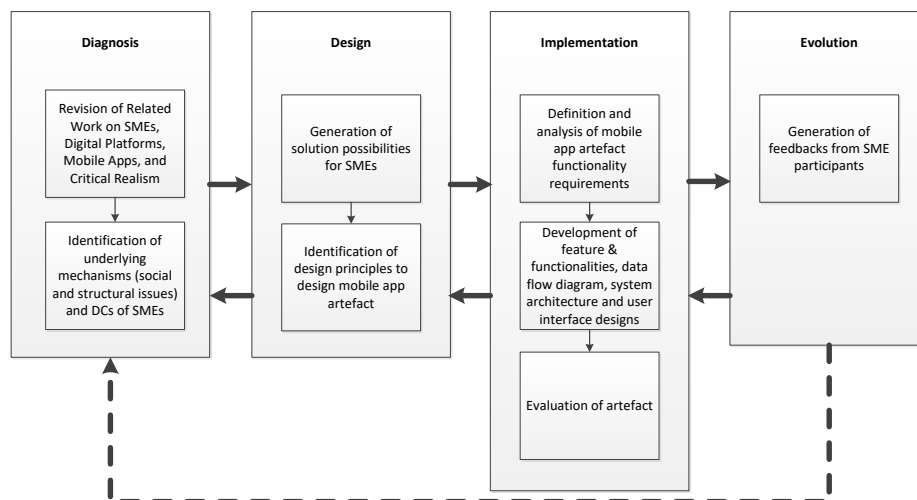 Diagnosis
Revision of Related
Work on SMEs,
Digital Platforms,
Mobile Apps, and
Critical Realism
Identification of
underlying
mechanisms (social
and structural issues)
and DCs of SMEs
Design
Generation of
solution possibilities
for SMEs
Identification of
design principles to
design mobile app
artefact
Implementation
Definition and
analysis of mobile
app artefact
functionality
requirements
Development of
feature &
functionalities, data
flow diagram, system
architecture and user
interface designs
Evaluation of artefact
Evolution
Generation of
feedbacks from SME
participants